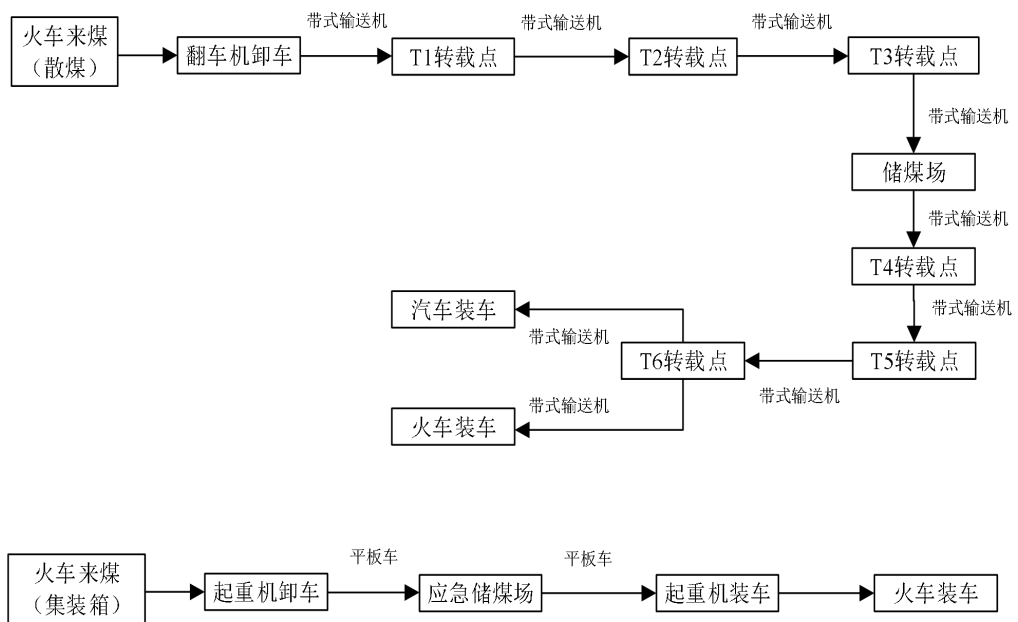 带式输送机
带式输送机
带式输送机
火车来煤
（散煤）
翻车机卸车
T1转载点
T2转载点
T3转载点
带式输送机
储煤场
带式输送机
T4转载点
带式输送机
汽车装车
带式输送机
T6转载点
T5转载点
带式输送机
带式输送机
火车装车
平板车
平板车
火车来煤
（集装箱）
起重机卸车
应急储煤场
起重机装车
火车装车